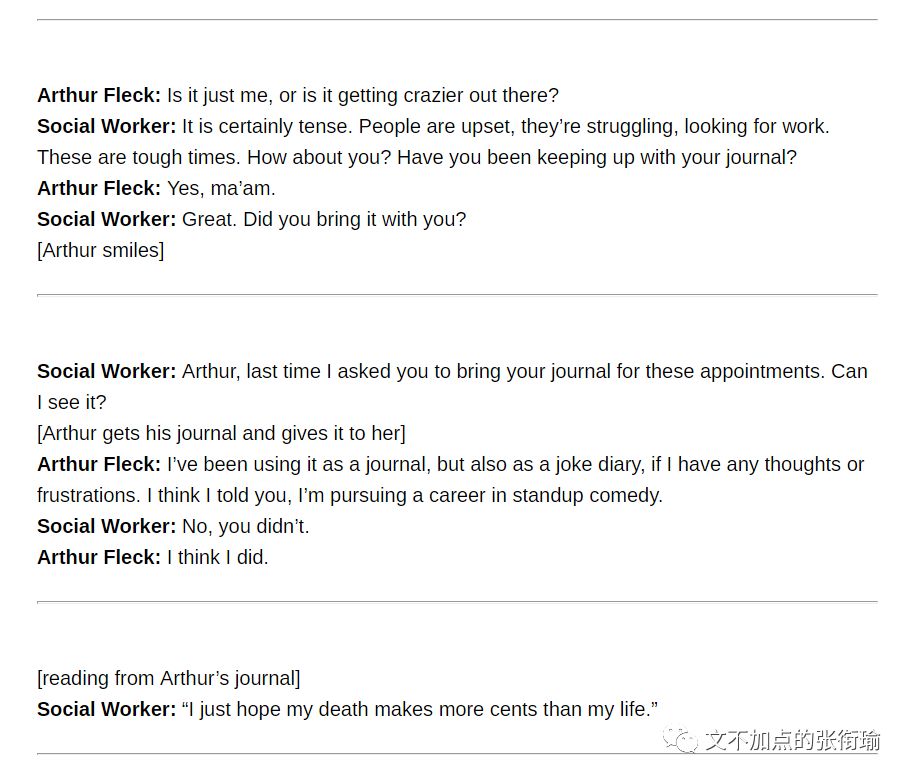 Arthur Fleck: Is it just me, or is it getting crazier out there?
Social Worker: It is certainly tense. People are upset, they’re struggling, looking for work.
These are tough times. How about you? Have you been keeping up with your journal?
Arthur Fleck: Yes, ma’am.
Social Worker: Great. Did you bring it with you?
[Arthur smiles]
Social Worker: Arthur, last time I asked you to bring your journal for these appointments. Can
I see it?
[Arthur gets his journal and gives it to her]
Arthur Fleck: I’ve been using it as a journal, but also as a joke diary, if I have any thoughts or
frustrations. I think I told you, I’m pursuing a career in standup comedy.
Social Worker: No, you didn’t.
Arthur Fleck: I think I did.
[reading from Arthur’s journal]
Social Worker: “I just hope my death makes more cents than my life.”
文不加点的张衔瑜